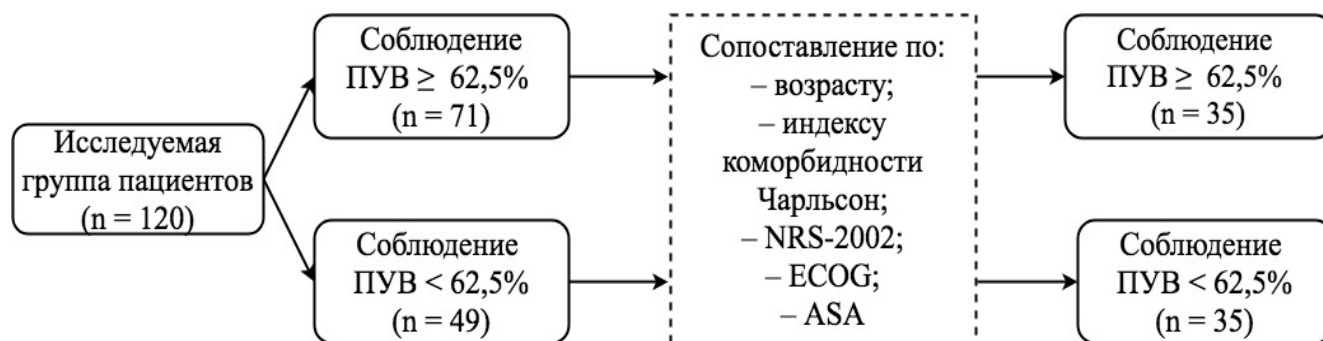 Исследуемая
группа пациентов
(n = 120)
Соблюдение
ПУВ ≥ 62,5%
(n = 71)
Соблюдение
ПУВ < 62,5%
(n = 49)
Сопоставление по:
– возрасту;
– индексу
коморбидности
Чарльсон;
– NRS-2002;
– ECOG;
– ASA
Соблюдение
ПУВ ≥ 62,5%
(n = 35)
Соблюдение
ПУВ < 62,5%
(n = 35)